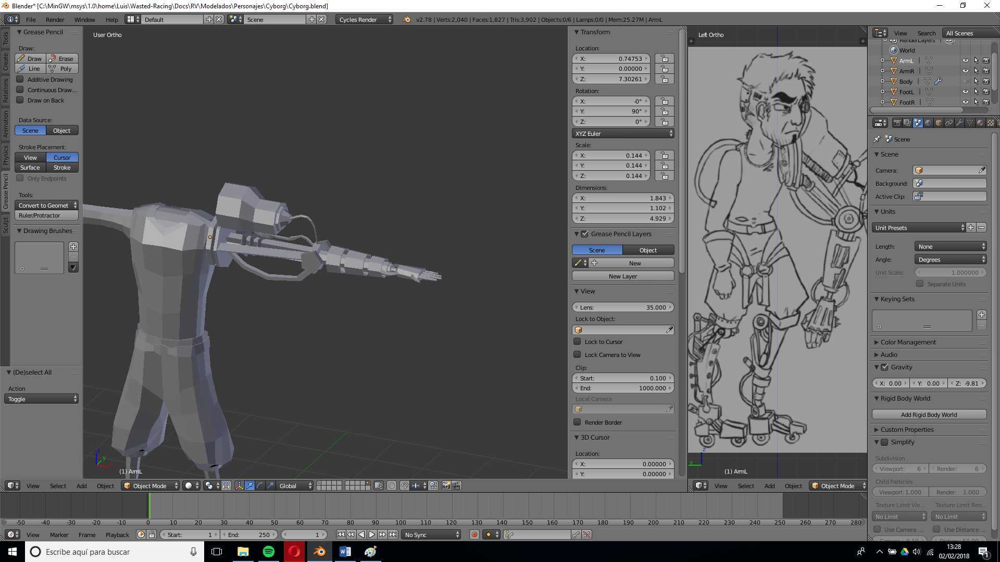 Blender* [C:\MinGW\msys\1.0\home\Luis\Wasted-Racing\Docs\RV\Modelados\Personajes\Cyborg\Cyborg.blend]
File Render Window Help Default Scene Cycles Render v2.78 | Verts:2,040 | Faces:1,827 | Tris:3,902 | Objects:0/6 | Lamps:0/0 | Mem:25.27M | ArmL
Tools
Create
Relations
Animation
Physics
Grease Pencil
Sculpt
Grease Pencil
Draw:
Draw Erase
Line Poly
Additive Drawing
Continuous Draw...
Draw on Back
Data Source:
Scene Object
Stroke Placement:
View Cursor
Surface Stroke
Only Endpoints
Tools:
Convert to Geomet
Ruler/Protractor
Drawing Brushes
(De)select All
Action
Toggle
User Ortho
z
y
x
(1) ArmL
Transform
Location:
X: 0.74753
Y: 0.00000
Z: 7.30261
Rotation:
X: -0°
Y: 90°
Z: 0°
XYZ Euler
Scale:
X: 0.144
Y: 0.144
Z: 0.144
Dimensions:
X: 1.843
Y: 1.102
Z: 4.929
Grease Pencil Layers
Scene Object
New
New Layer
View
Lens: 35.000
Lock to Object:
Lock to Cursor
Lock Camera to View
Clip:
Start: 0.100
End: 1000.000
Local Camera:
Render Border
3D Cursor
Location:
X: 0.00000
Y: 0.00000
Left Ortho
z
y
(1) ArmL
View Search All Scenes
RenderLayers
World
ArmL
ArmR
Body
FootL
FootR
Scene
Scene
Camera:
Background:
Active Clip:
Units
Unit Presets
Length: None
Angle: Degrees
Unit Scale: 1.000000
Separate Units
Keying Sets
Color Management
Audio
Gravity
X: 0.00 Y: 0.00 Z: -9.81
Rigid Body World
Add Rigid Body World
Custom Properties
Simplify
Subdivision
Viewport: 6 Render: 6
Child Particles
Viewport: 1.000 Render: 1.000
Texture Limit Vie... Texture Limit Ren...
No Limit No Limit
Use Camera ... Use Distance ...
View Select Add Object Object Mode Global
View Select Add Object Object Mode
-50 -40 -30 -20 -10 0 10 20 30 40 50 60 70 80 90 100 110 120 130 140 150 160 170 180 190 200 210 220 230 240 250 260 270 280
View Marker Frame Playback Start: 1 End: 250 1 No Sync
Escribe aquí para buscar
13:28
02/02/2018
1